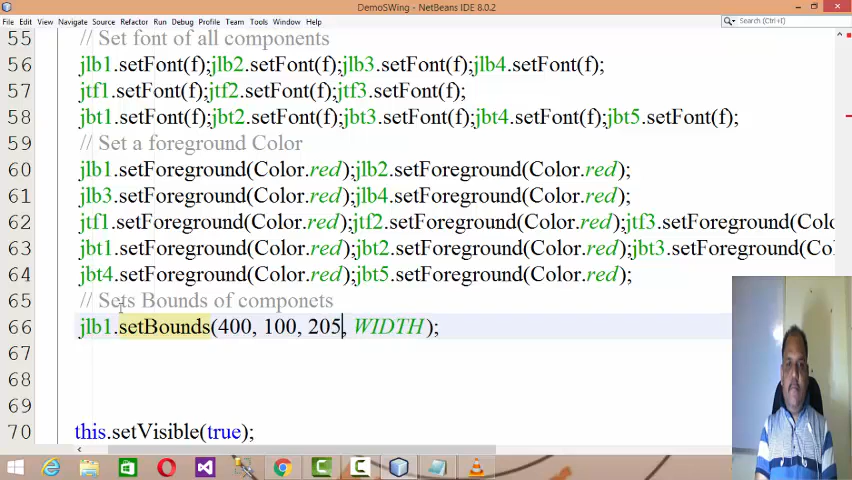 DemoSWing - NetBeans IDE 8.0.2
File Edit View Navigate Source Refactor Run Debug Profile Team Tools Window Help Search (Ctrl+I)
55 // Set font of all components
56 jlb1.setFont(f);jlb2.setFont(f);jlb3.setFont(f);jlb4.setFont(f);
57 jtf1.setFont(f);jtf2.setFont(f);jtf3.setFont(f);
58 jbt1.setFont(f);jbt2.setFont(f);jbt3.setFont(f);jbt4.setFont(f);jbt5.setFont(f);
59 // Set a foreground Color
60 jlb1.setForeground(Color.red);jlb2.setForeground(Color.red);
61 jlb3.setForeground(Color.red);jlb4.setForeground(Color.red);
62 jtf1.setForeground(Color.red);jtf2.setForeground(Color.red);jtf3.setForeground(Colo
63 jbt1.setForeground(Color.red);jbt2.setForeground(Color.red);jbt3.setForeground(Co
64 jbt4.setForeground(Color.red);jbt5.setForeground(Color.red);
65 // Sets Bounds of componets
66 jlb1.setBounds(400, 100, 205, WIDTH);
67
68
69
70 this.setVisible(true);